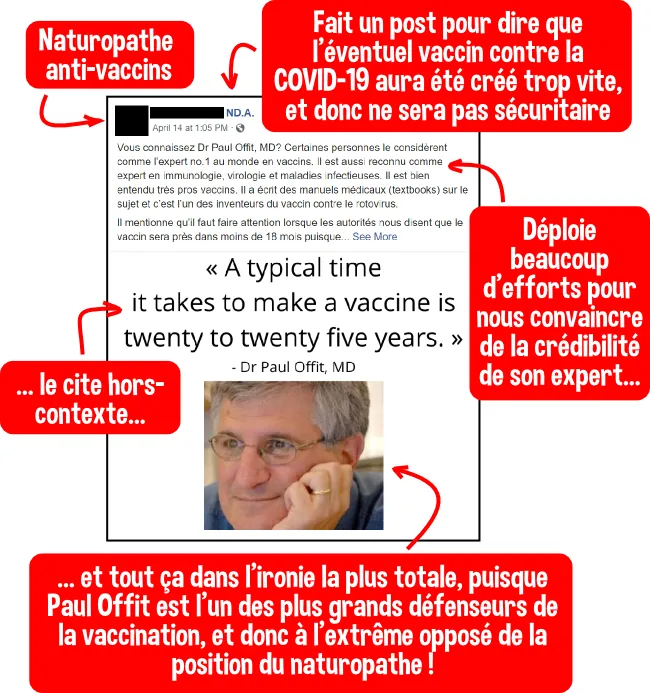 Naturopathe
anti-vaccins
Fait un post pour dire que
l'éventuel vaccin contre la
COVID-19 aura été créé trop vite,
et donc ne sera pas sécuritaire
ND.A.
April 14 at 1:05 PM ·
Vous connaissez Dr Paul Offit, MD? Certaines personnes le considèrent
comme l'expert no.1 au monde en vaccins. Il est aussi reconnu comme
expert en immunologie, virologie et maladies infectieuses. Il est bien
entendu très pros vaccins. Il a écrit des manuels médicaux (textbooks) sur le
sujet et c'est l'un des inventeurs du vaccin contre le rotovirus.
Il mentionne qu'il faut faire attention lorsque les autorités nous disent que le
vaccin sera près dans moins de 18 mois puisque... See More
Déploie
beaucoup
d'efforts pour
nous convaincre
de la crédibilité
de son expert...
« A typical time
it takes to make a vaccine is
twenty to twenty five years. »
- Dr Paul Offit, MD
... le cite hors-
contexte...
... et tout ça dans l'ironie la plus totale, puisque
Paul Offit est l'un des plus grands défenseurs de
la vaccination, et donc à l'extrême opposé de la
position du naturopathe !